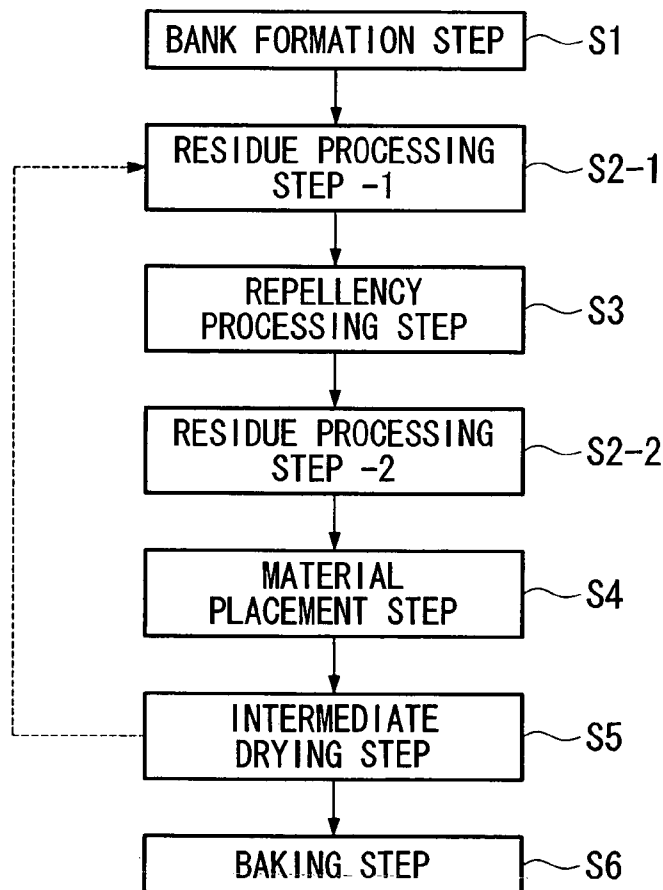 BANK FORMATION STEP
S1
RESIDUE PROCESSING
STEP -1
S2-1
REPELLENCY
PROCESSING STEP
S3
RESIDUE PROCESSING
STEP -2
S2-2
MATERIAL
PLACEMENT STEP
S4
INTERMEDIATE
DRYING STEP
S5
BAKING STEP
S6